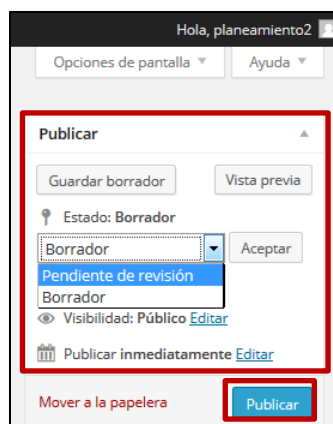 Hola, planeamiento2
Opciones de pantalla Ayuda
Publicar
Guardar borrador Vista previa
Estado: Borrador
Borrador Aceptar
Pendiente de revisión
Borrador
Visibilidad: Público Editar
Publicar inmediatamente Editar
Mover a la papelera Publicar